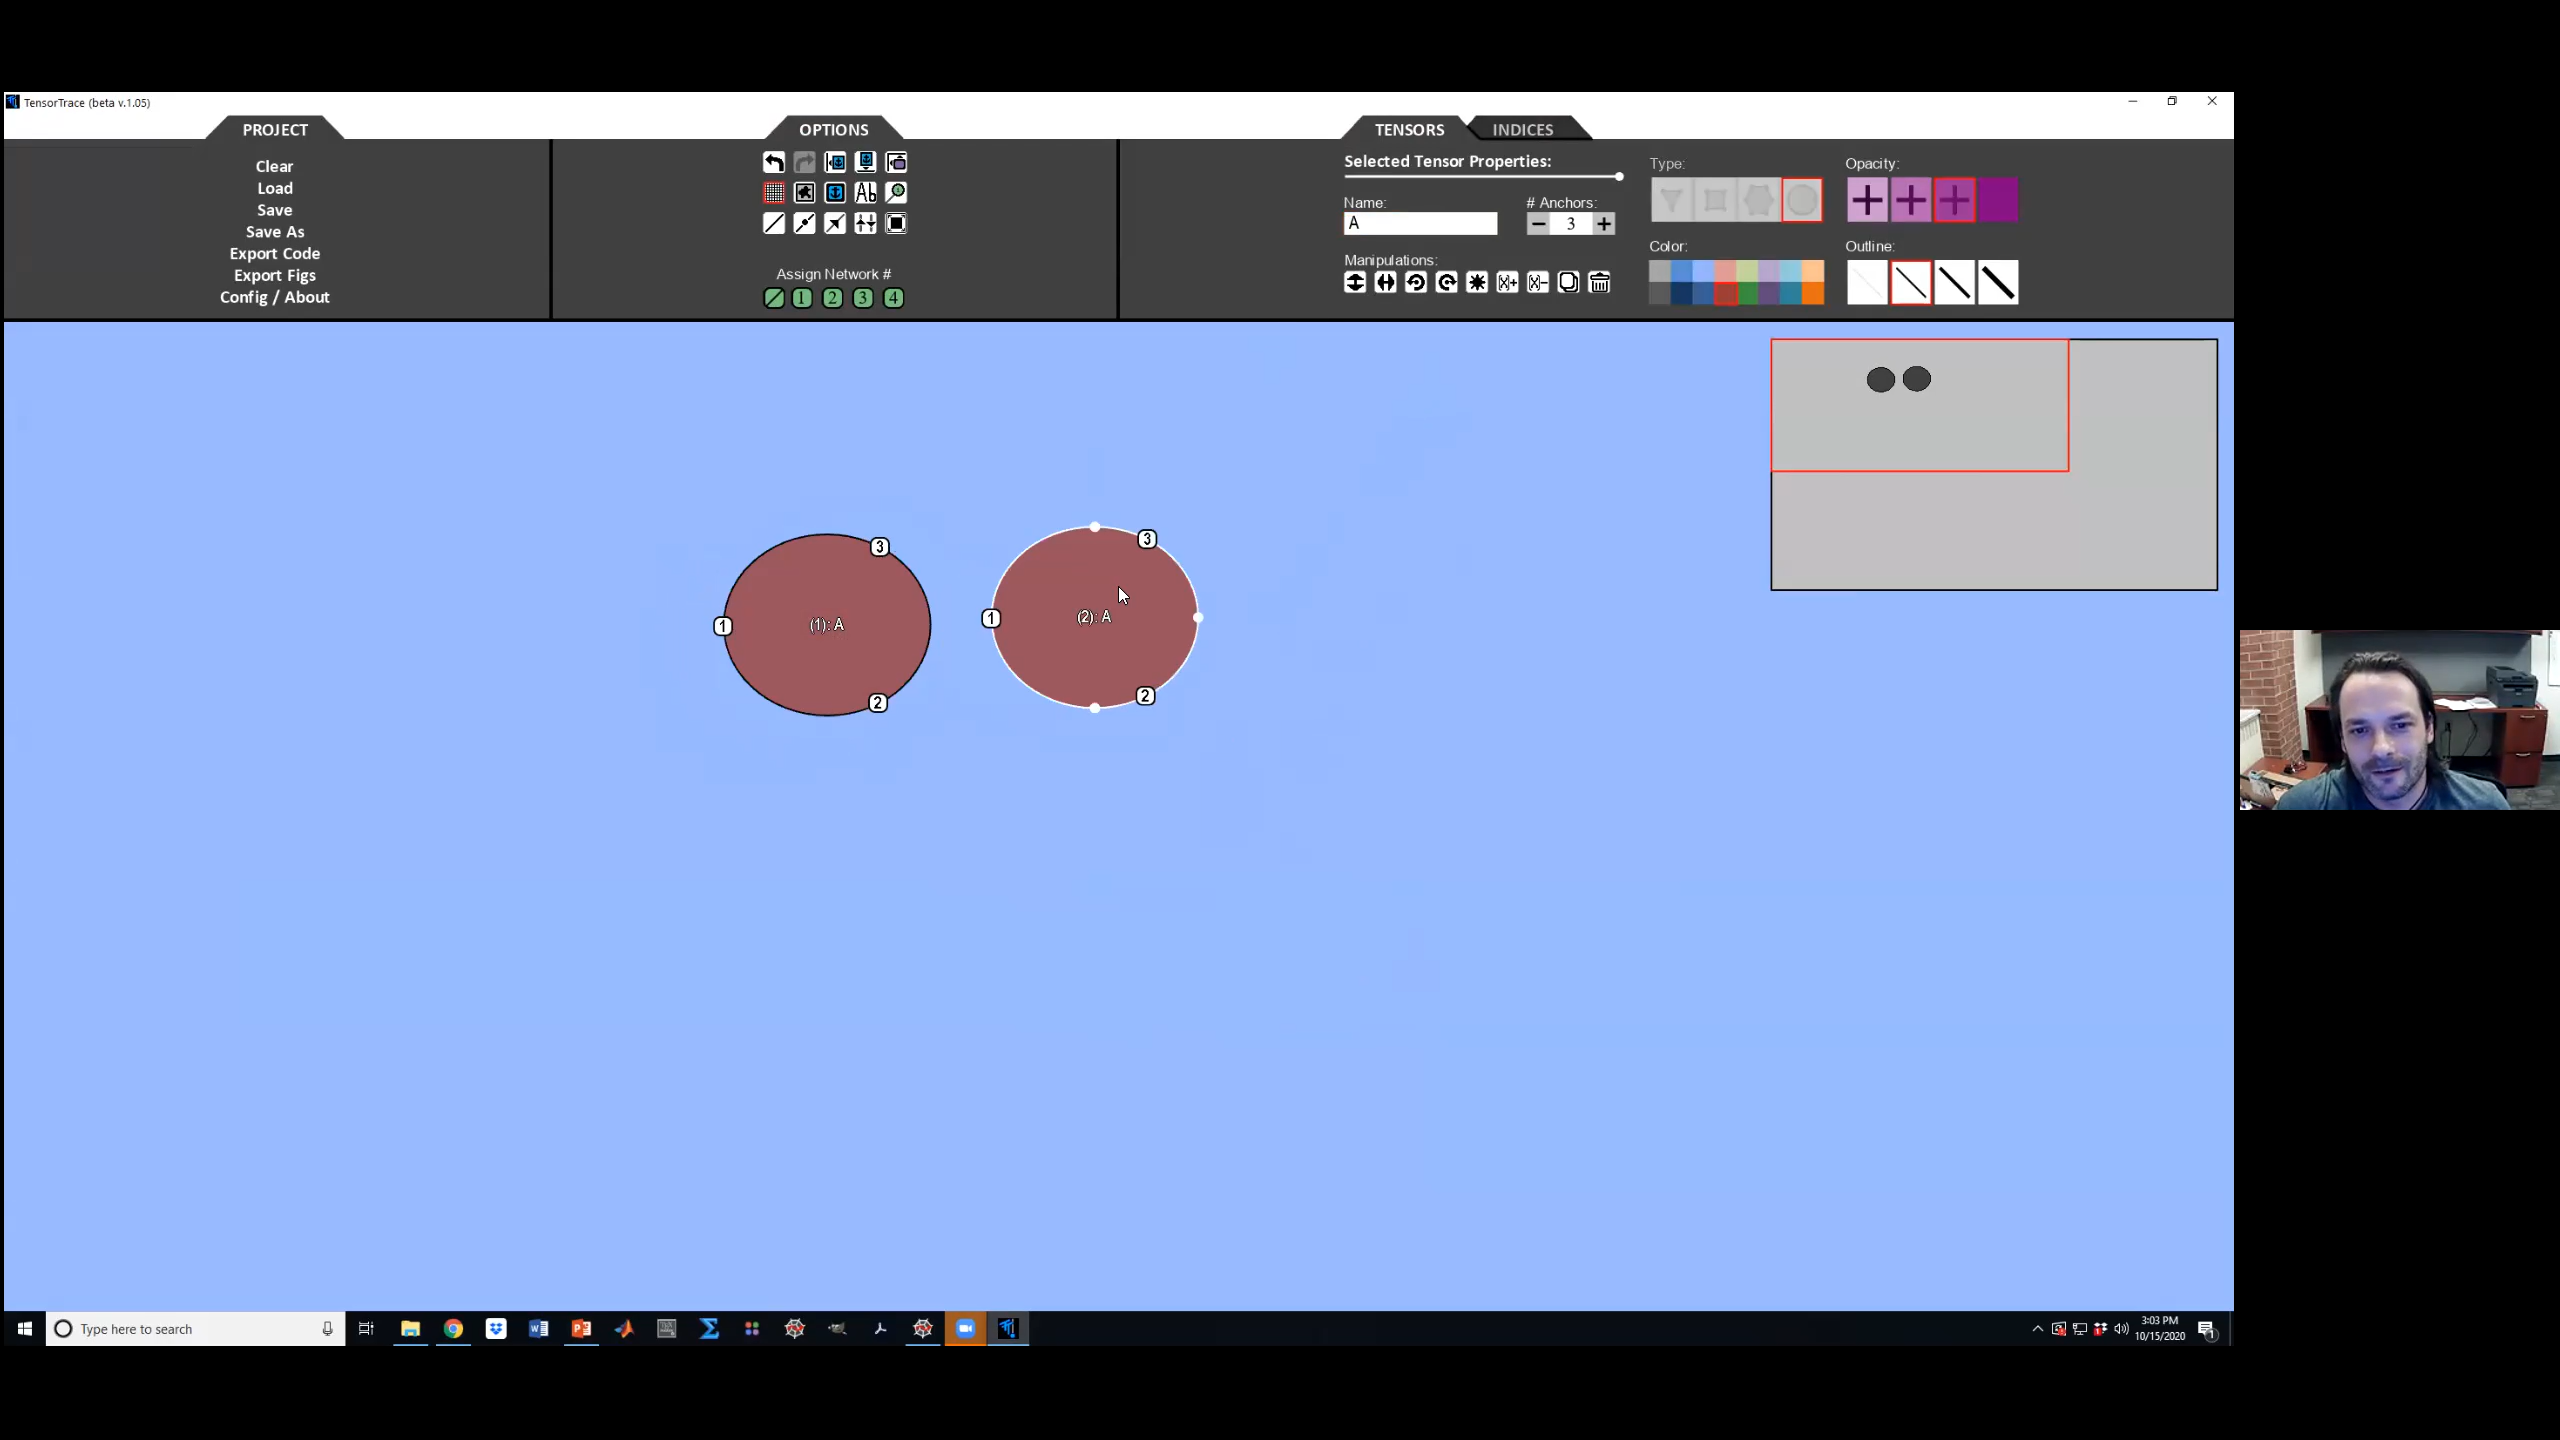 TensorTrace (beta v.1.05)
PROJECT
Clear
Load
Save
Save As
Export Code
Export Figs
Config / About
OPTIONS
Ab
Assign Network #
1 2 3 4
TENSORS
INDICES
Selected Tensor Properties:
Name:
A
# Anchors:
− 3 +
Manipulations:
Type:
Color:
Opacity:
Outline:
3
1
(1): A
2
3
1
(2): A
2
Type here to search
3:03 PM
10/15/2020